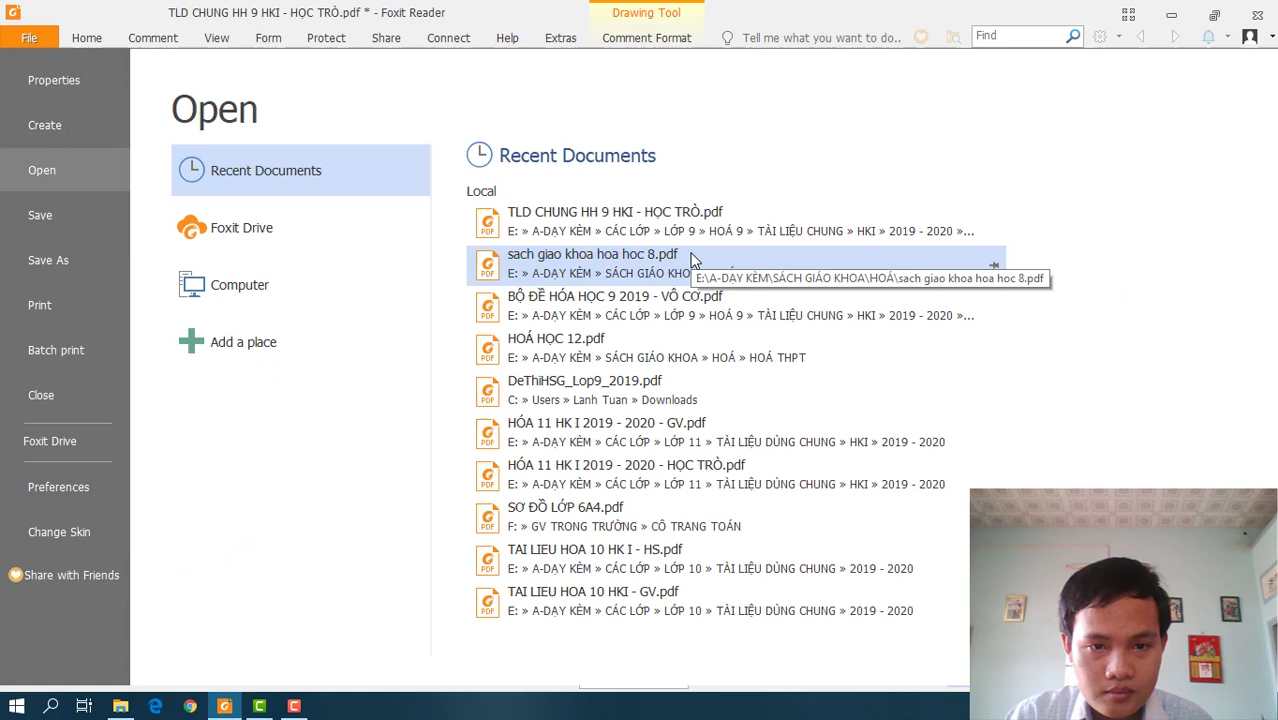 TLD CHUNG HH 9 HKI - HỌC TRÒ.pdf * - Foxit Reader
Drawing Tool
File
Home
Comment
View
Form
Protect
Share
Connect
Help
Extras
Comment Format
Tell me what you want to do..
Find
Properties
Create
Open
Save
Save As
Print
Batch print
Close
Foxit Drive
Preferences
Change Skin
Share with Friends
Open
Recent Documents
Foxit Drive
Computer
Add a place
Recent Documents
Local
TLD CHUNG HH 9 HKI - HỌC TRÒ.pdf
E: » A-DẠY KÈM » CÁC LỚP » LỚP 9 » HOÁ 9 » TÀI LIỆU CHUNG » HKI » 2019 - 2020 »...
sach giao khoa hoa hoc 8.pdf
E: » A-DẠY KÈM » SÁCH GIÁO KHO
E:\A-DẠY KÈM\SÁCH GIÁO KHOA\HOÁ\sach giao khoa hoa hoc 8.pdf
BỘ ĐỀ HÓA HỌC 9 2019 - VÔ CƠ.pdf
E: » A-DẠY KÈM » CÁC LỚP » LỚP 9 » HOÁ 9 » TÀI LIỆU CHUNG » HKI » 2019 - 2020 »...
HOÁ HỌC 12.pdf
E: » A-DẠY KÈM » SÁCH GIÁO KHOA » HOÁ » HOÁ THPT
DeThiHSG_Lop9_2019.pdf
C: » Users » Lanh Tuan » Downloads
HÓA 11 HK I 2019 - 2020 - GV.pdf
E: » A-DẠY KÈM » CÁC LỚP » LỚP 11 » TÀI LIỆU DÙNG CHUNG » HKI » 2019 - 2020
HÓA 11 HK I 2019 - 2020 - HỌC TRÒ.pdf
E: » A-DẠY KÈM » CÁC LỚP » LỚP 11 » TÀI LIỆU DÙNG CHUNG » HKI » 2019 - 2020
SƠ ĐỒ LỚP 6A4.pdf
F: » GV TRONG TRƯỜNG » CÔ TRANG TOÁN
TAI LIEU HOA 10 HK I - HS.pdf
E: » A-DẠY KÈM » CÁC LỚP » LỚP 10 » TÀI LIỆU DÙNG CHUNG » 2019 - 2020
TAI LIEU HOA 10 HKI - GV.pdf
E: » A-DẠY KÈM » CÁC LỚP » LỚP 10 » TÀI LIỆU DÙNG CHUNG » 2019 - 2020